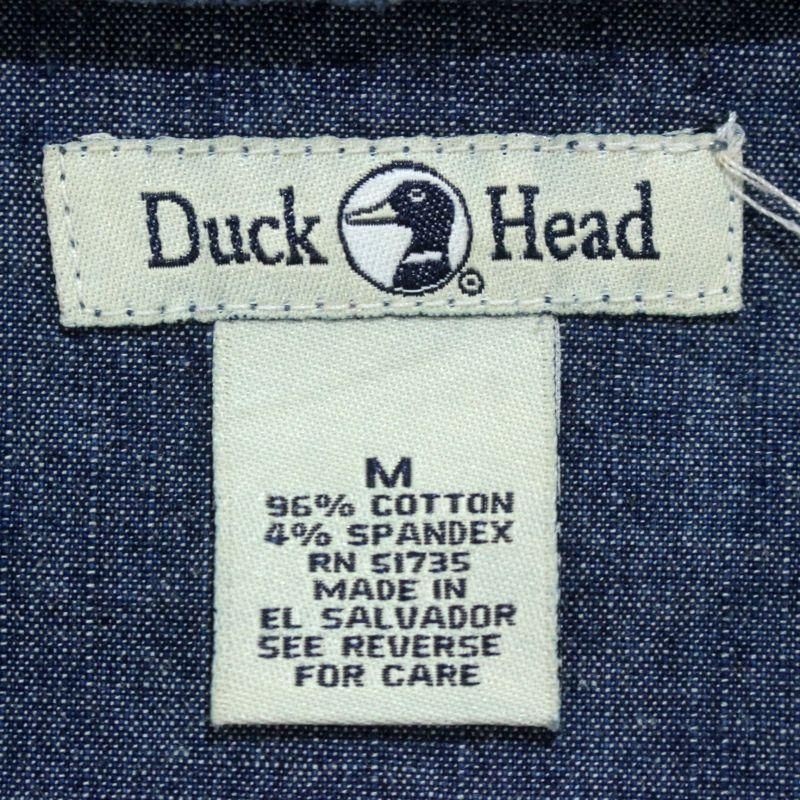 Duck Head®
M
96% COTTON
4% SPANDEX
RN 51735
MADE IN
EL SALVADOR
SEE REVERSE
FOR CARE